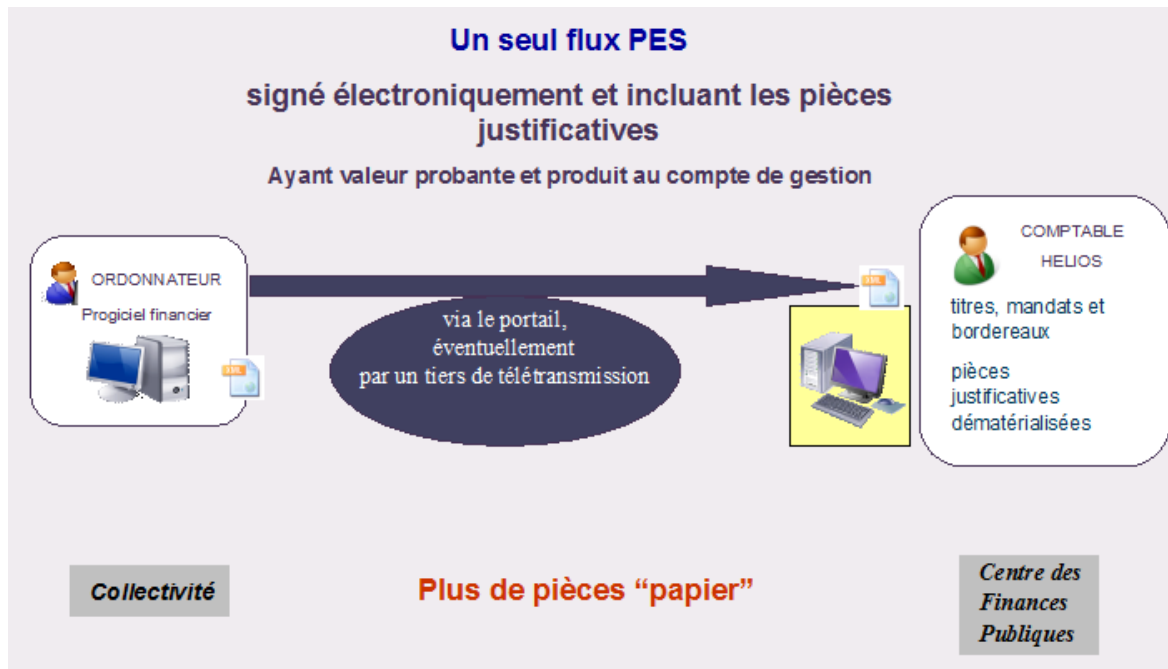 Un seul flux PES
signé électroniquement et incluant les pièces
justificatives
Ayant valeur probante et produit au compte de gestion
ORDONNATEUR
Progiciel financier
XML
via le portail,
éventuellement
par un tiers de télétransmission
XML
COMPTABLE
HELIOS
titres, mandats et
bordereaux
pièces
justificatives
dématérialisées
Collectivité
Plus de pièces “papier”
Centre des
Finances
Publiques